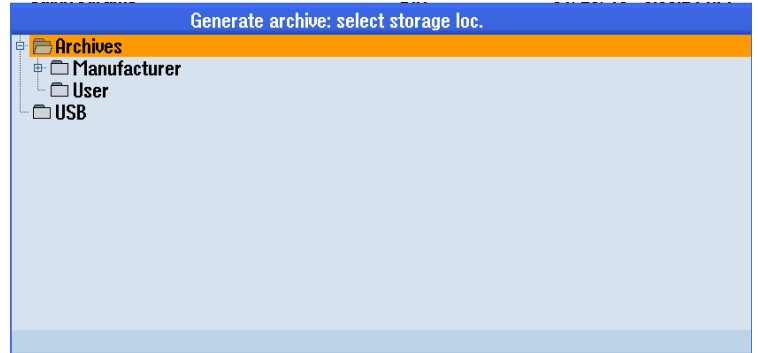 Generate archive: select storage loc.
Archives
Manufacturer
User
USB